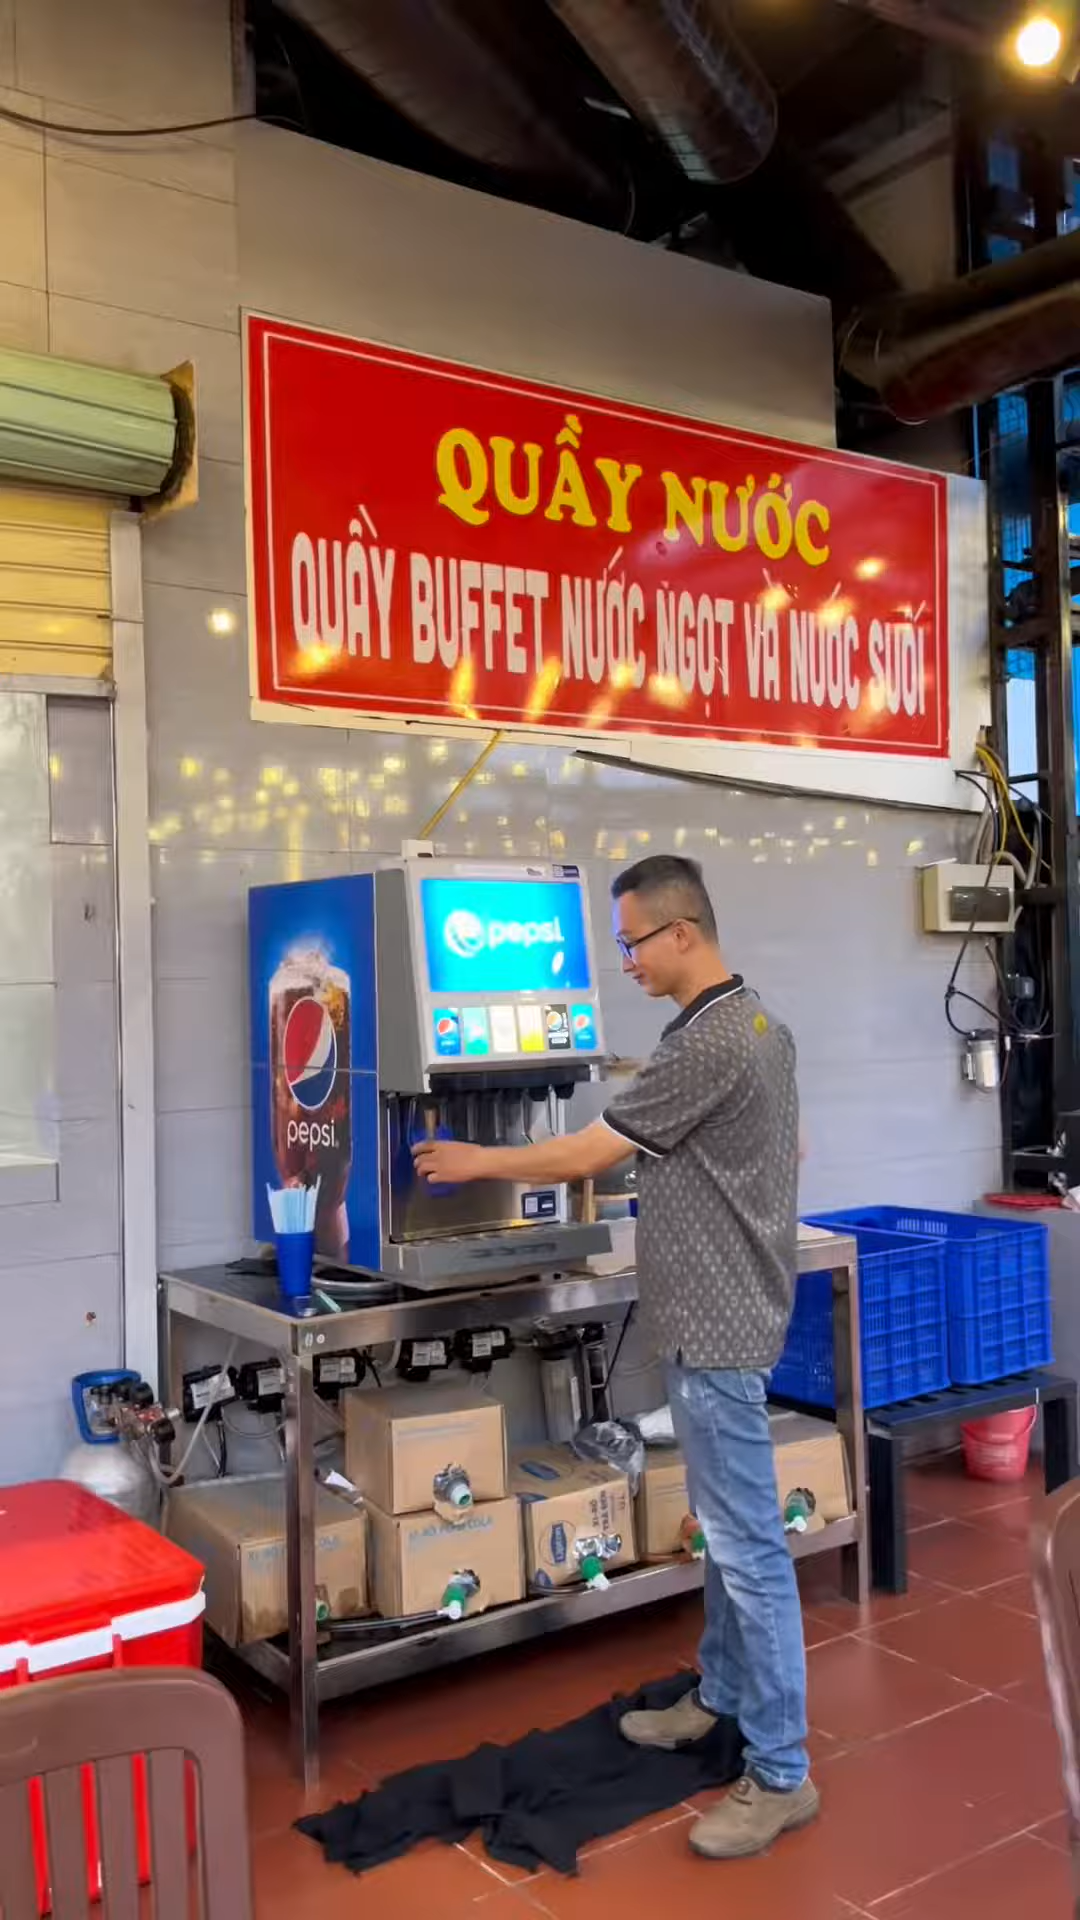 QUẦY NƯỚC
QUẦY BUFFET NƯỚC NGỌT VÀ NƯỚC SUỐI
pepsi
pepsi